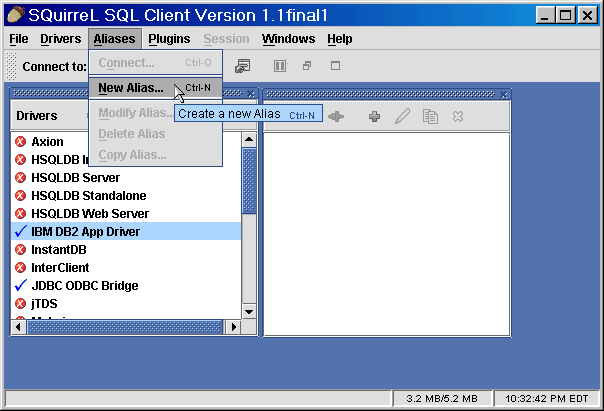 SQuirreL SQL Client Version 1.1final1
File Drivers Aliases Plugins Session Windows Help
Connect to:
Connect... Ctrl-O
New Alias... Ctrl-N
Modify Alias...
Create a new Alias Ctrl-N
Delete Alias
Copy Alias...
Drivers
Axion
HSQLDB
HSQLDB Server
HSQLDB Standalone
HSQLDB Web Server
IBM DB2 App Driver
InstantDB
InterClient
JDBC ODBC Bridge
jTDS
3.2 MB/5.2 MB 10:32:42 PM EDT